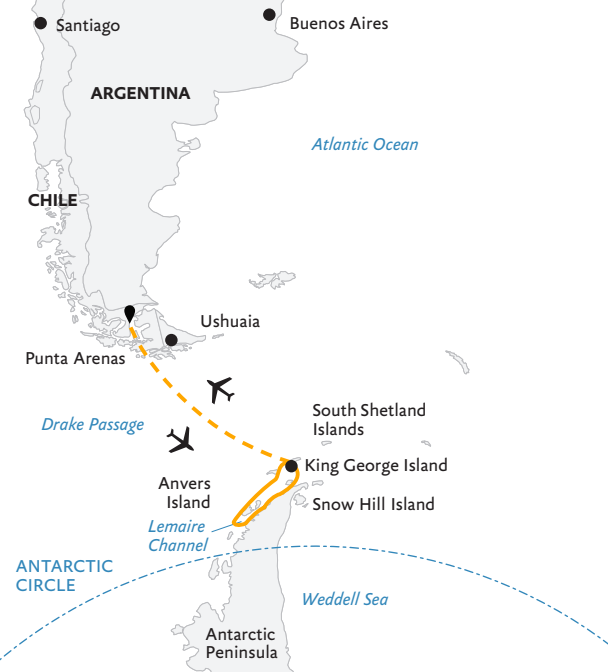 Santiago
Buenos Aires
ARGENTINA
Atlantic Ocean
CHILE
Ushuaia
Punta Arenas
South Shetland
Islands
Drake Passage
King George Island
Anvers
Island
Snow Hill Island
Lemaire
Channel
ANTARCTIC
CIRCLE
Weddell Sea
Antarctic
Peninsula